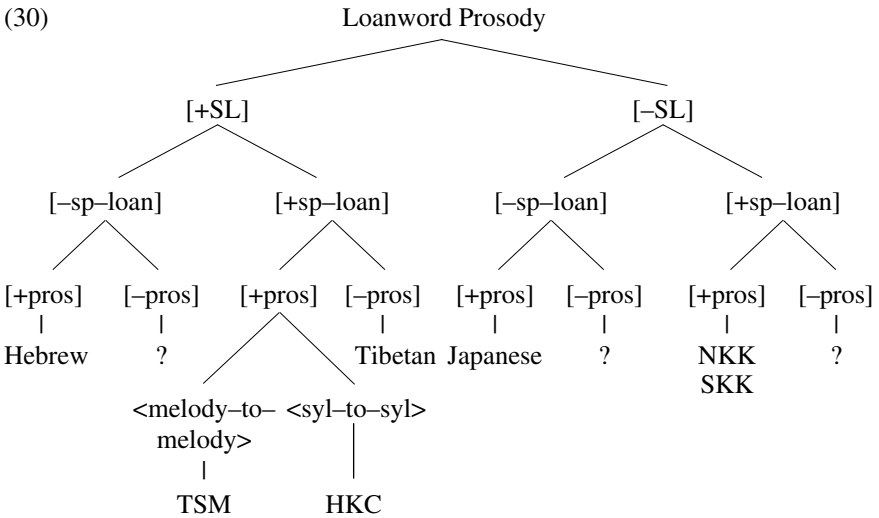 (30) Loanword Prosody
[+SL] [–SL]
[–sp–loan] [+sp–loan] [–sp–loan] [+sp–loan]
[+pros] [–pros] [+pros] [–pros] [+pros] [–pros] [+pros] [–pros]
Hebrew ? Tibetan Japanese ? NKK ?
SKK
<melody–to– <syl–to–syl>
melody>
TSM HKC